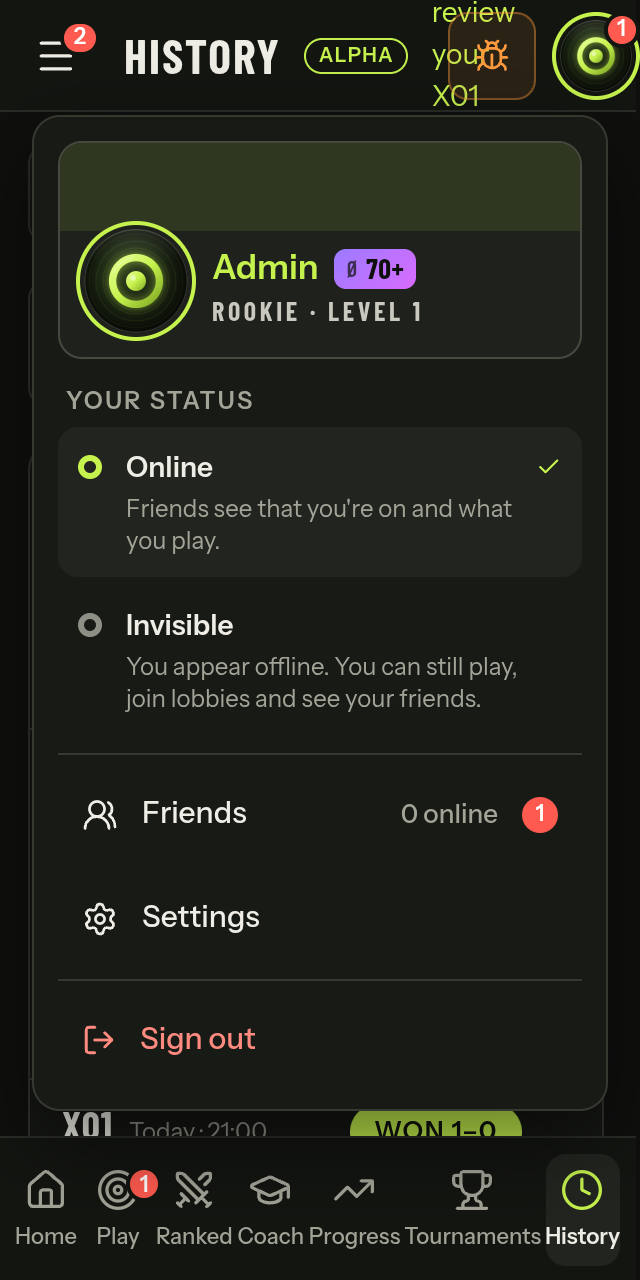 review
2
1
HISTORY
ALPHA
you
X01
Admin
Ø 70+
ROOKIE · LEVEL 1
YOUR STATUS
Online
Friends see that you're on and what
you play.
Invisible
You appear offline. You can still play,
join lobbies and see your friends.
Friends 0 online 1
Settings
Sign out
X01 Today · 21:00 WON 1–0
1
Home Play Ranked Coach Progress Tournaments History